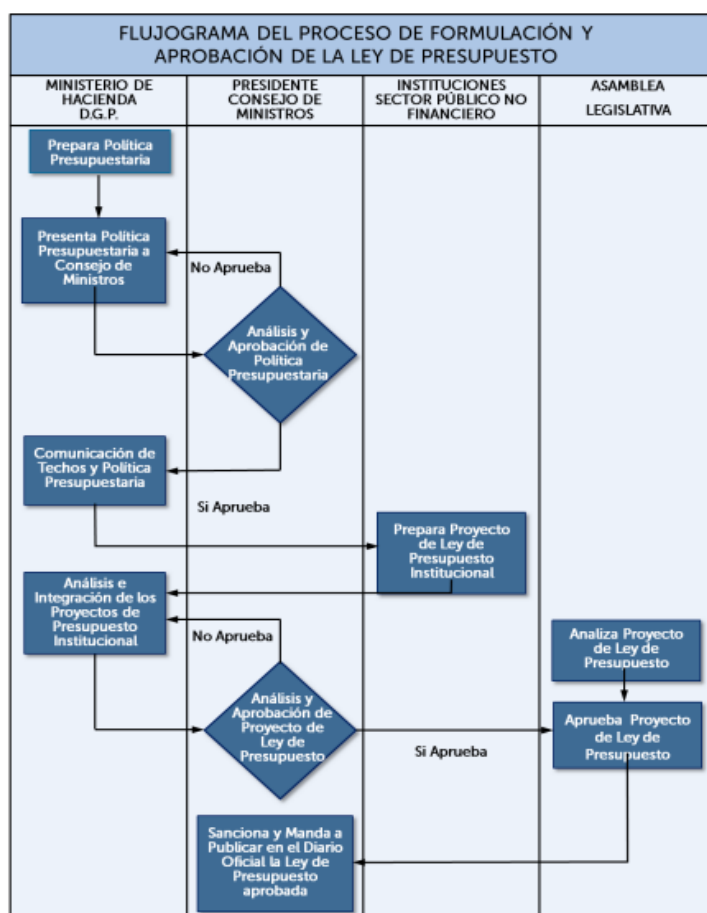 FLUJOGRAMA DEL PROCESO DE FORMULACIÓN Y
APROBACIÓN DE LA LEY DE PRESUPUESTO
MINISTERIO DE
HACIENDA
D.G.P.
PRESIDENTE
CONSEJO DE
MINISTROS
INSTITUCIONES
SECTOR PÚBLICO NO
FINANCIERO
ASAMBLEA
LEGISLATIVA
Prepara Política
Presupuestaria
Presenta Política
Presupuestaria a
Consejo de
Ministros
No Aprueba
Análisis y
Aprobación de
Política
Presupuestaria
Comunicación de
Techos y Política
Presupuestaria
Si Aprueba
Prepara Proyecto
de Ley de
Presupuesto
Institucional
Análisis e
Integración de los
Proyectos de
Presupuesto
Institucional
No Aprueba
Análisis y
Aprobación de
Proyecto de
Ley de
Presupuesto
Si Aprueba
Analiza Proyecto
de Ley de
Presupuesto
Aprueba Proyecto
de Ley de
Presupuesto
Sanciona y Manda a
Publicar en el Diario
Oficial la Ley de
Presupuesto
aprobada